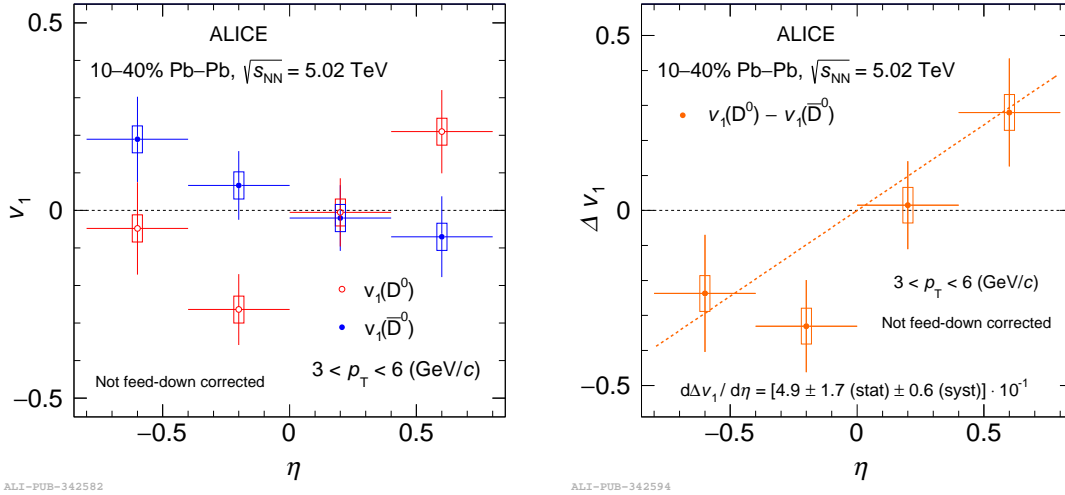 0.5
ALICE
10–40% Pb–Pb, √sNN = 5.02 TeV
v1
0
v1(D0)
v1(D̅0)
3 < pT < 6 (GeV/c)
Not feed-down corrected
−0.5
−0.5
0
0.5
η
ALI-PUB-342582
0.5
ALICE
10–40% Pb–Pb, √sNN = 5.02 TeV
v1(D0) − v1(D̅0)
Δ v1
0
3 < pT < 6 (GeV/c)
Not feed-down corrected
−0.5
dΔv1/ dη = [4.9 ± 1.7 (stat) ± 0.6 (syst)] · 10-1
−0.5
0
0.5
η
ALI-PUB-342594